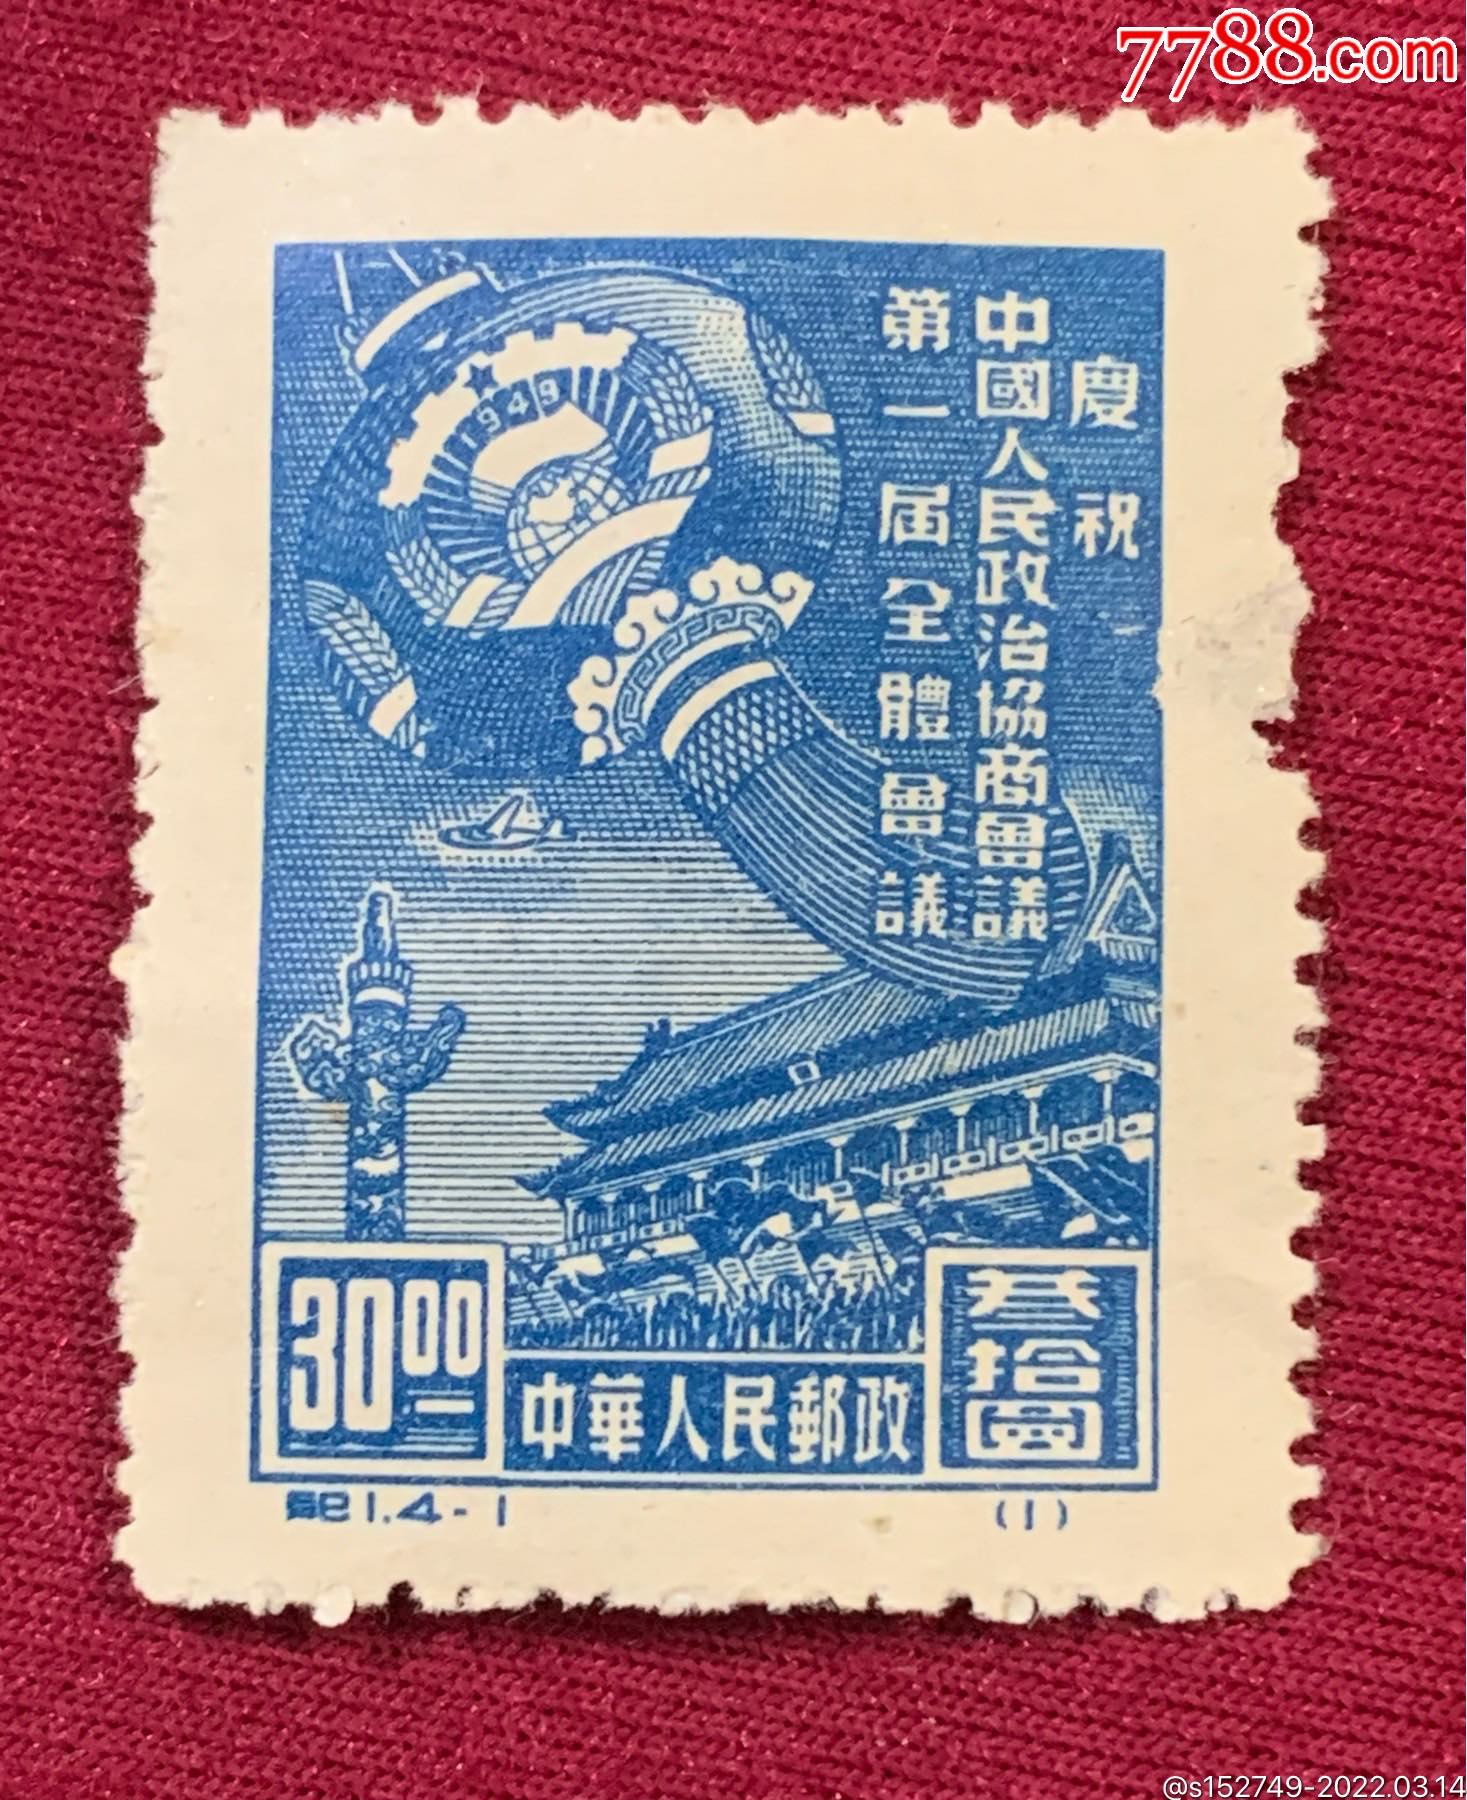 7788.com
慶祝
中國人民政治協商會議
第一屆全體會議
1949
30.00
叁拾圓
中華人民郵政
紀1.4-1
(1)
@s152749-2022.03.14